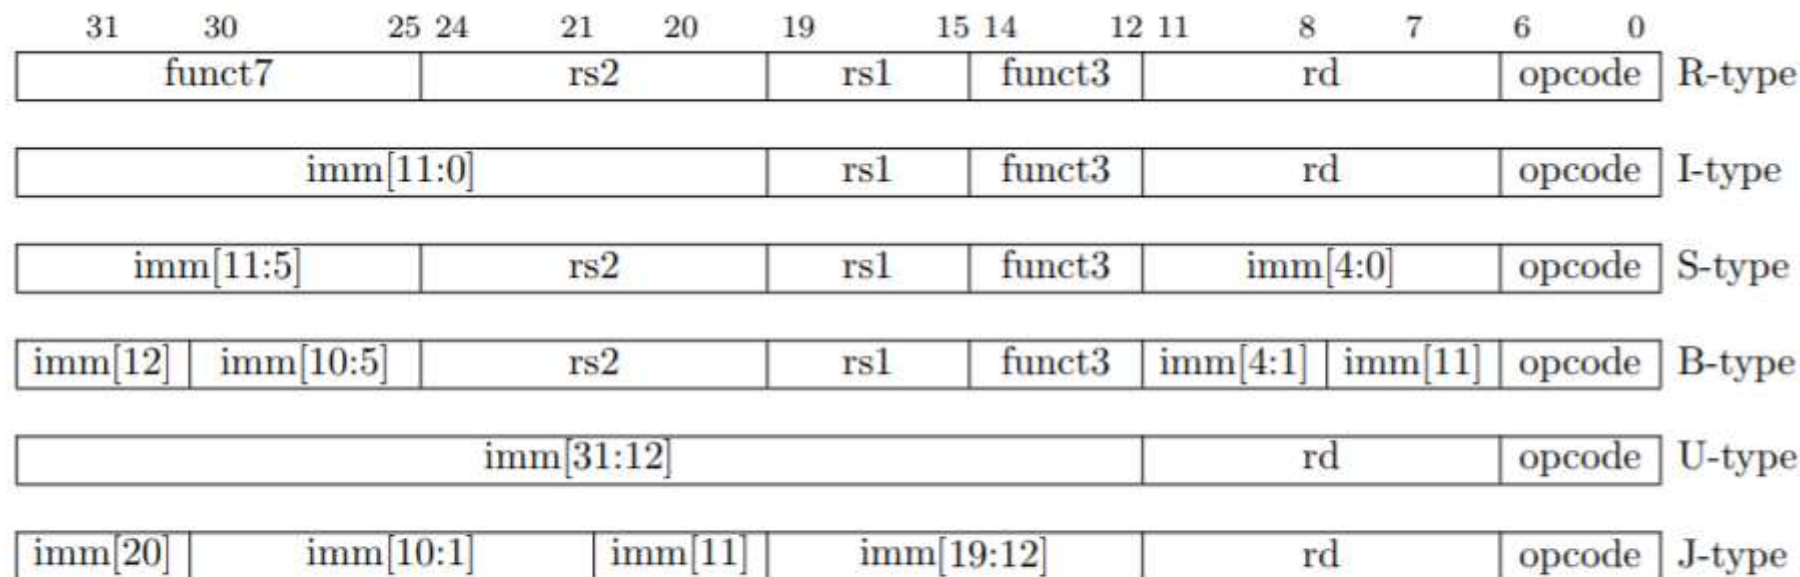 31 30 25 24 21 20 19 15 14 12 11 8 7 6 0
funct7 rs2 rs1 funct3 rd opcode R-type
imm[11:0] rs1 funct3 rd opcode I-type
imm[11:5] rs2 rs1 funct3 imm[4:0] opcode S-type
imm[12] imm[10:5] rs2 rs1 funct3 imm[4:1] imm[11] opcode B-type
imm[31:12] rd opcode U-type
imm[20] imm[10:1] imm[11] imm[19:12] rd opcode J-type